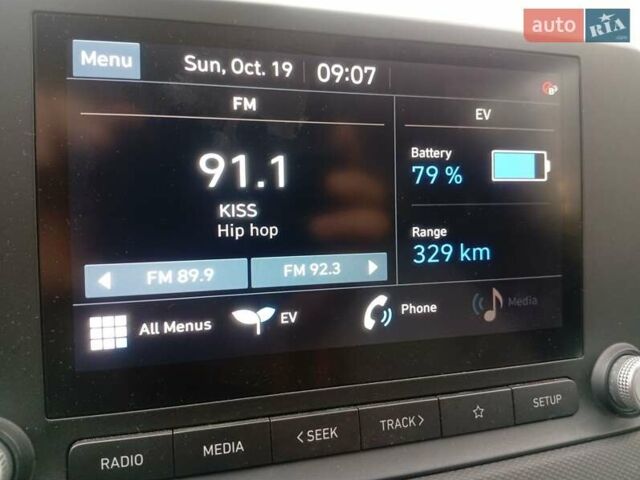 auto RIA.com
Menu
Sun, Oct. 19
09:07
FM
EV
91.1
KISS
Hip hop
Battery
79 %
Range
329 km
FM 89.9
FM 92.3
All Menus
EV
Phone
Media
RADIO
MEDIA
< SEEK
TRACK >
SETUP